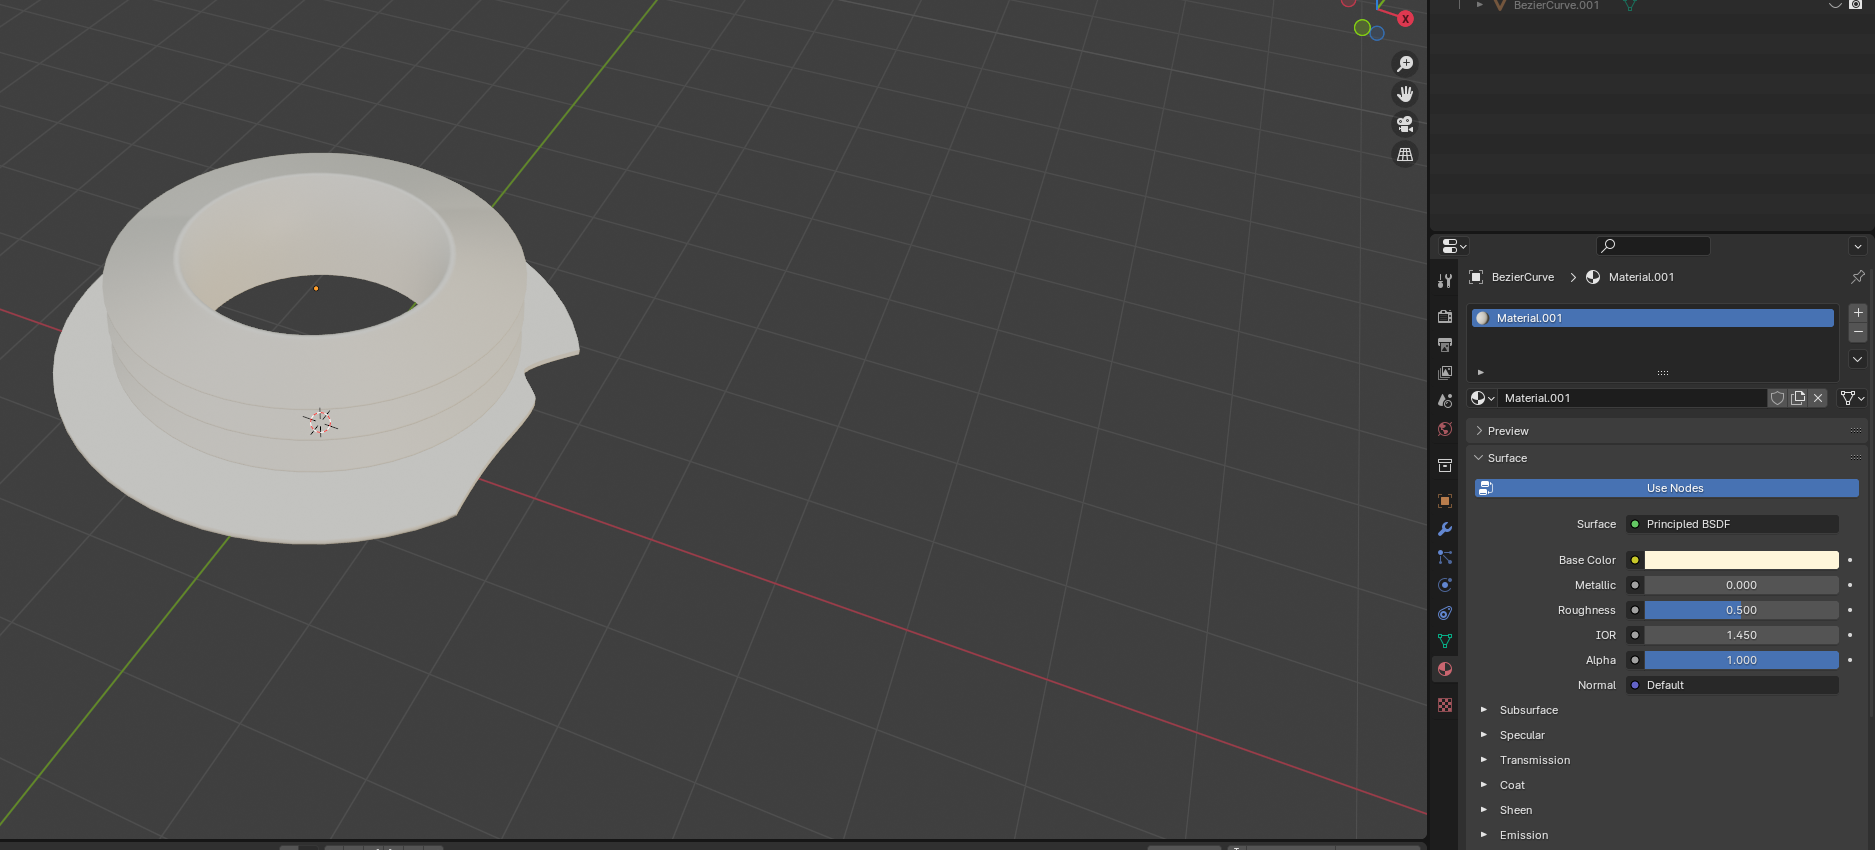 BezierCurve.001
X
BezierCurve > Material.001
Material.001
Material.001
Preview
Surface
Use Nodes
Surface Principled BSDF
Base Color
Metallic 0.000
Roughness 0.500
IOR 1.450
Alpha 1.000
Normal Default
Subsurface
Specular
Transmission
Coat
Sheen
Emission